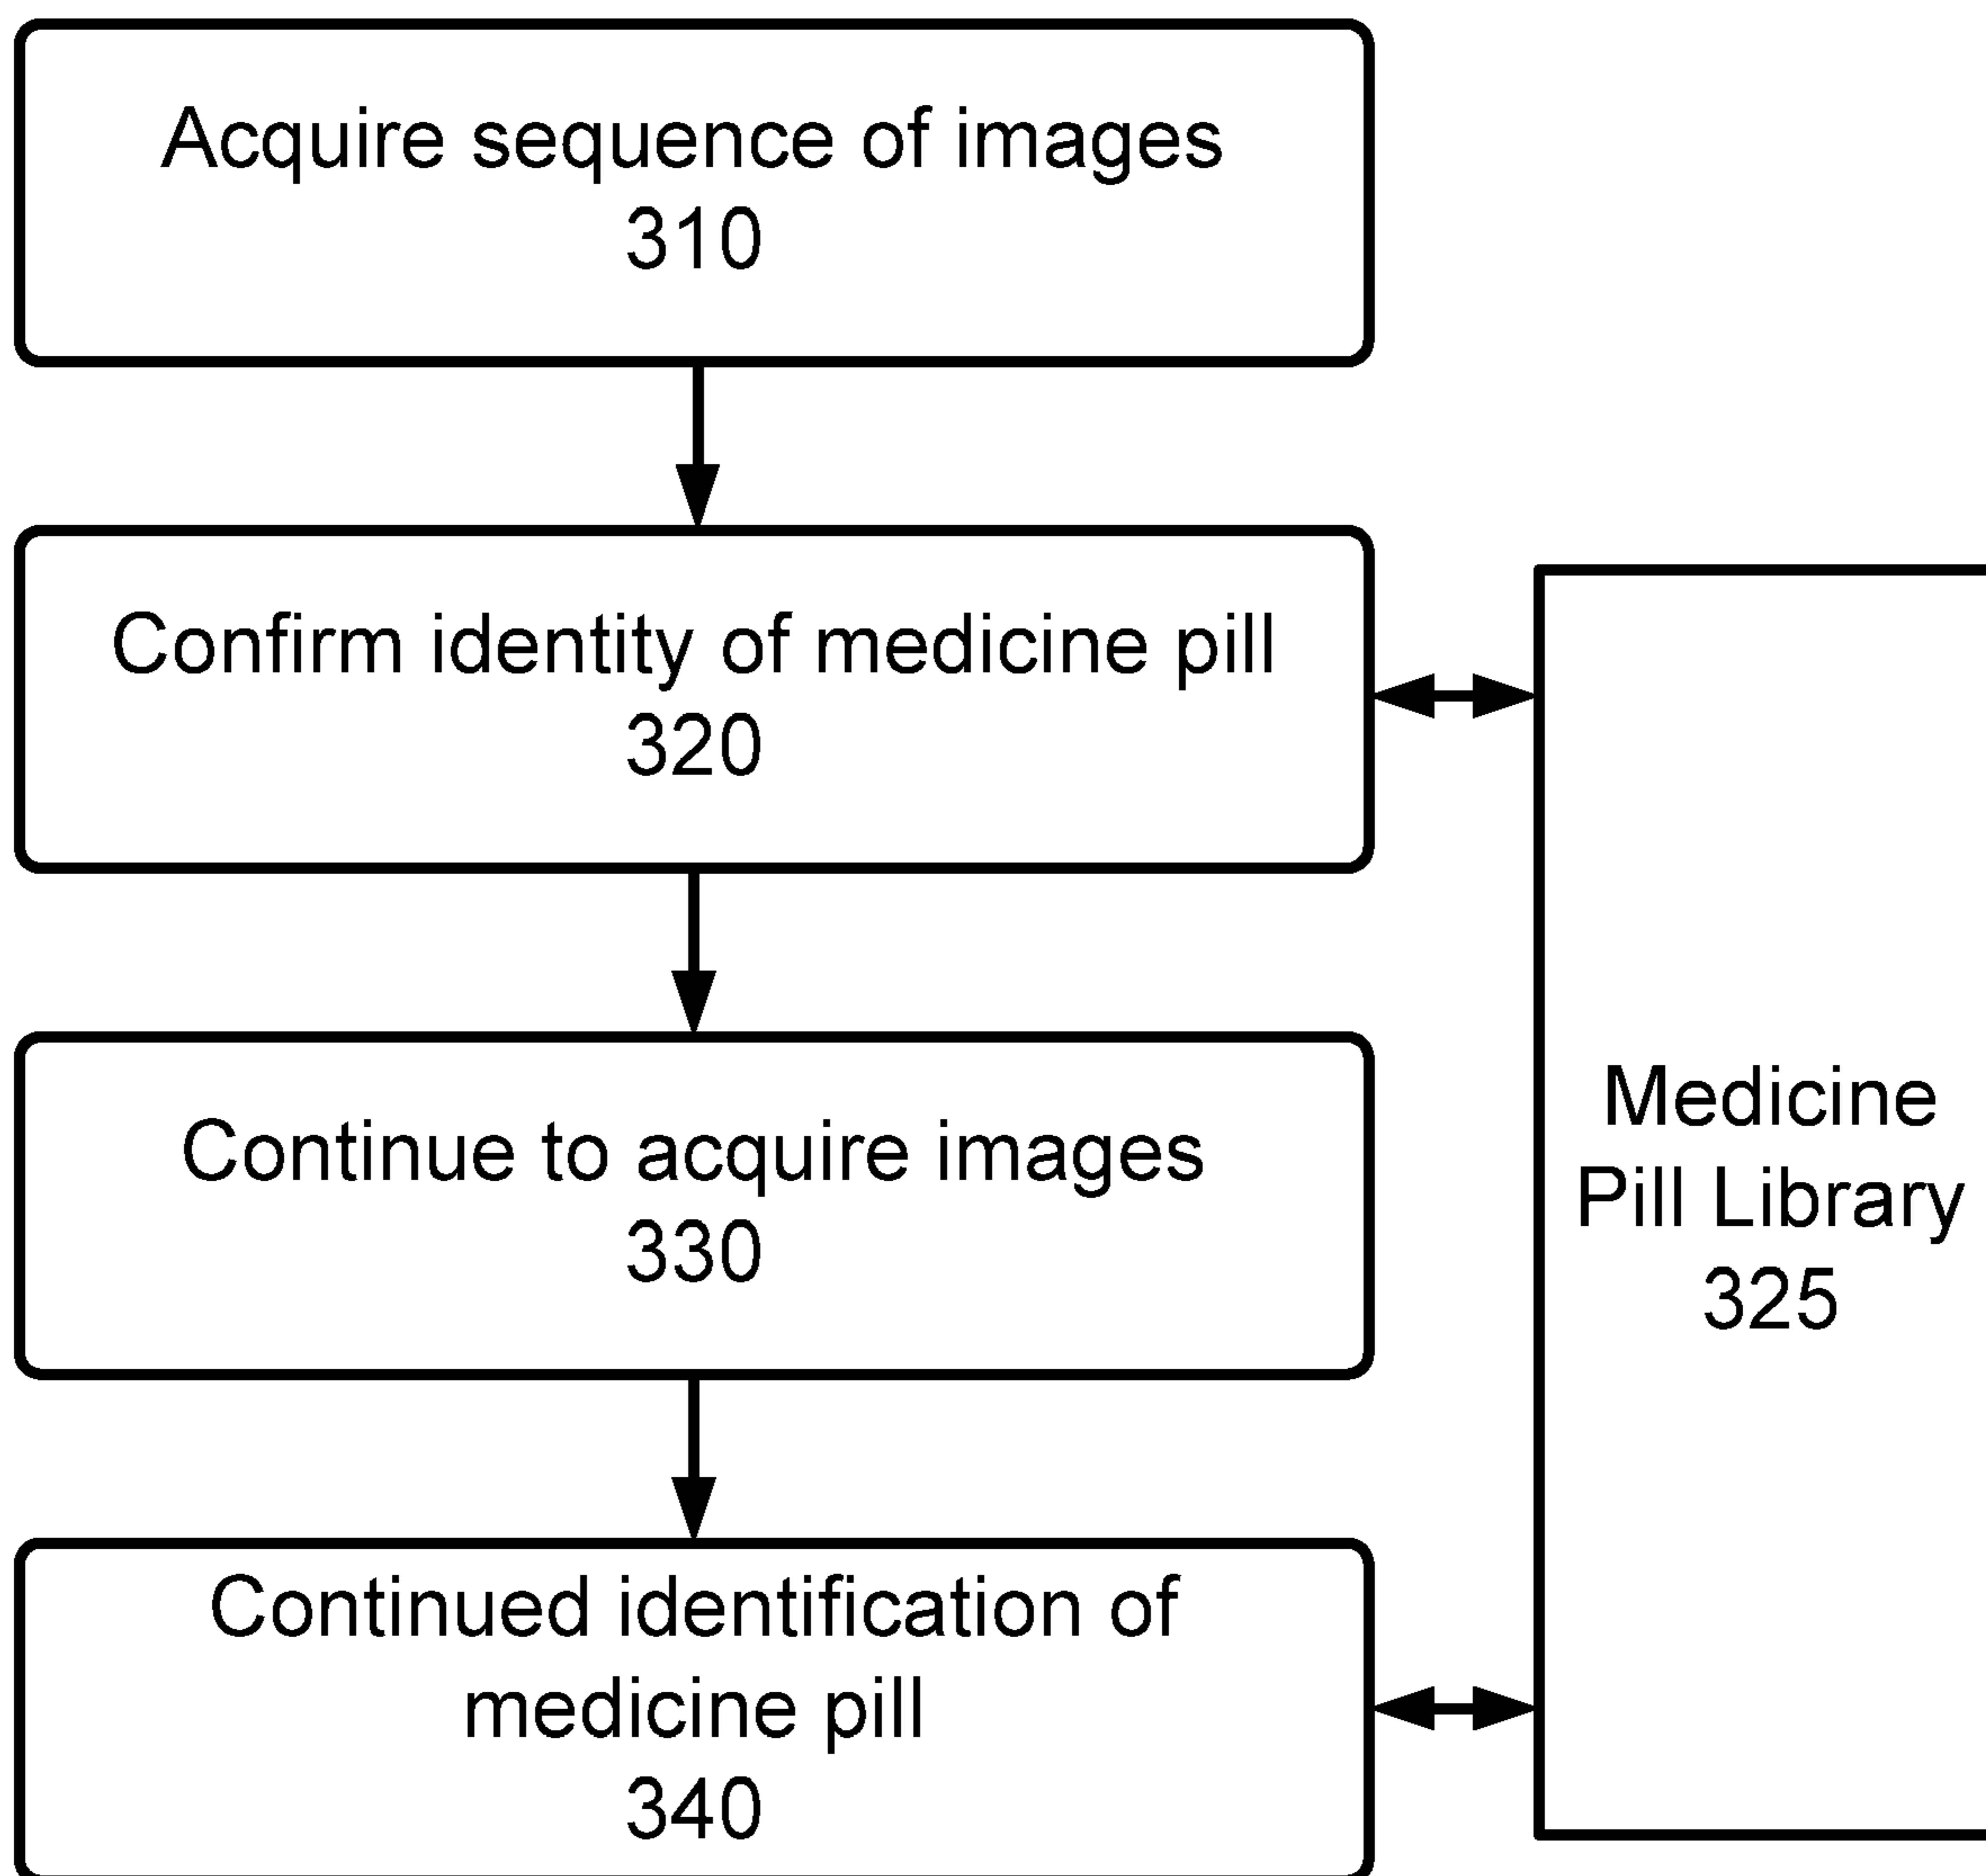 Acquire sequence of images
310
Confirm identity of medicine pill
320
Continue to acquire images
330
Continued identification of
medicine pill
340
Medicine
Pill Library
325